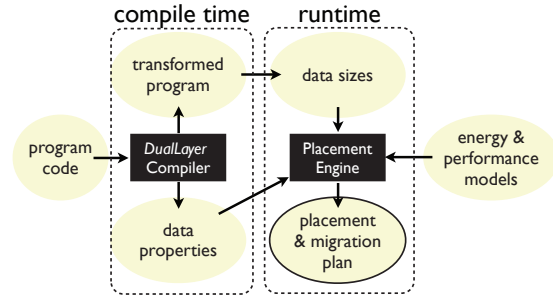 compile time
runtime
transformed
program
data sizes
program
code
DualLayer
Compiler
Placement
Engine
energy &
performance
models
data
properties
placement
& migration
plan